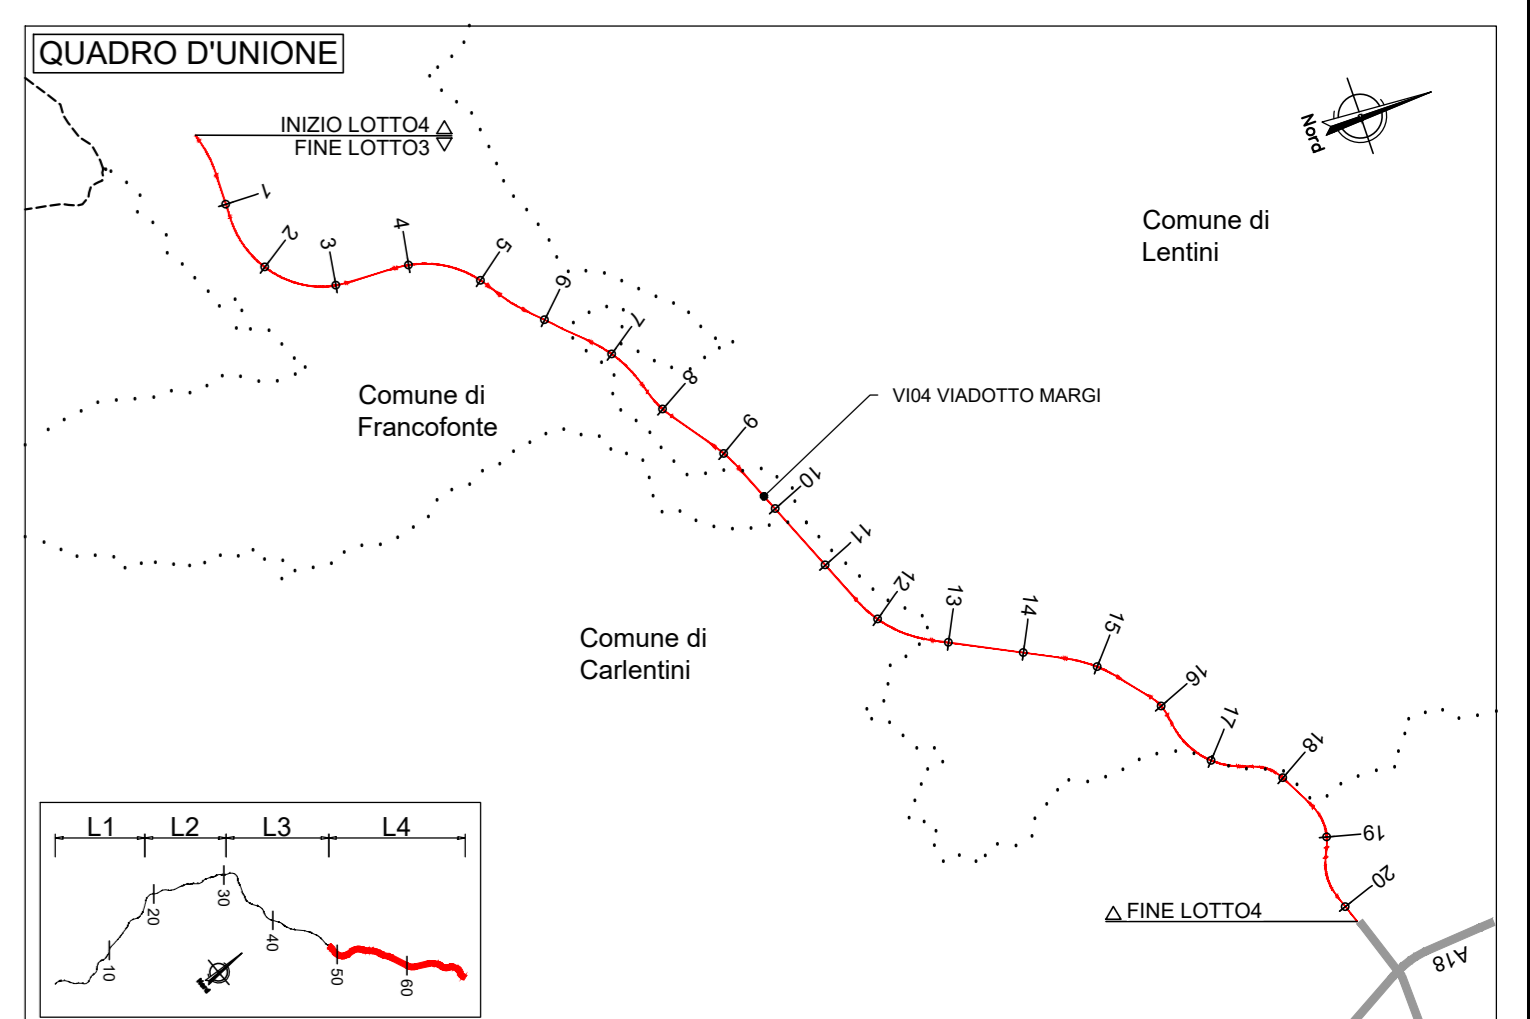 QUADRO D'UNIONE
INIZIO LOTTO4
FINE LOTTO3
Nord
Comune di
Lentini
1
2
3
4
5
6
7
8
9
10
11
12
13
14
15
16
17
18
19
20
Comune di
Francofonte
VI04 VIADOTTO MARGI
Comune di
Carlentini
FINE LOTTO4
A18
L1
L2
L3
L4
10
20
30
40
50
60